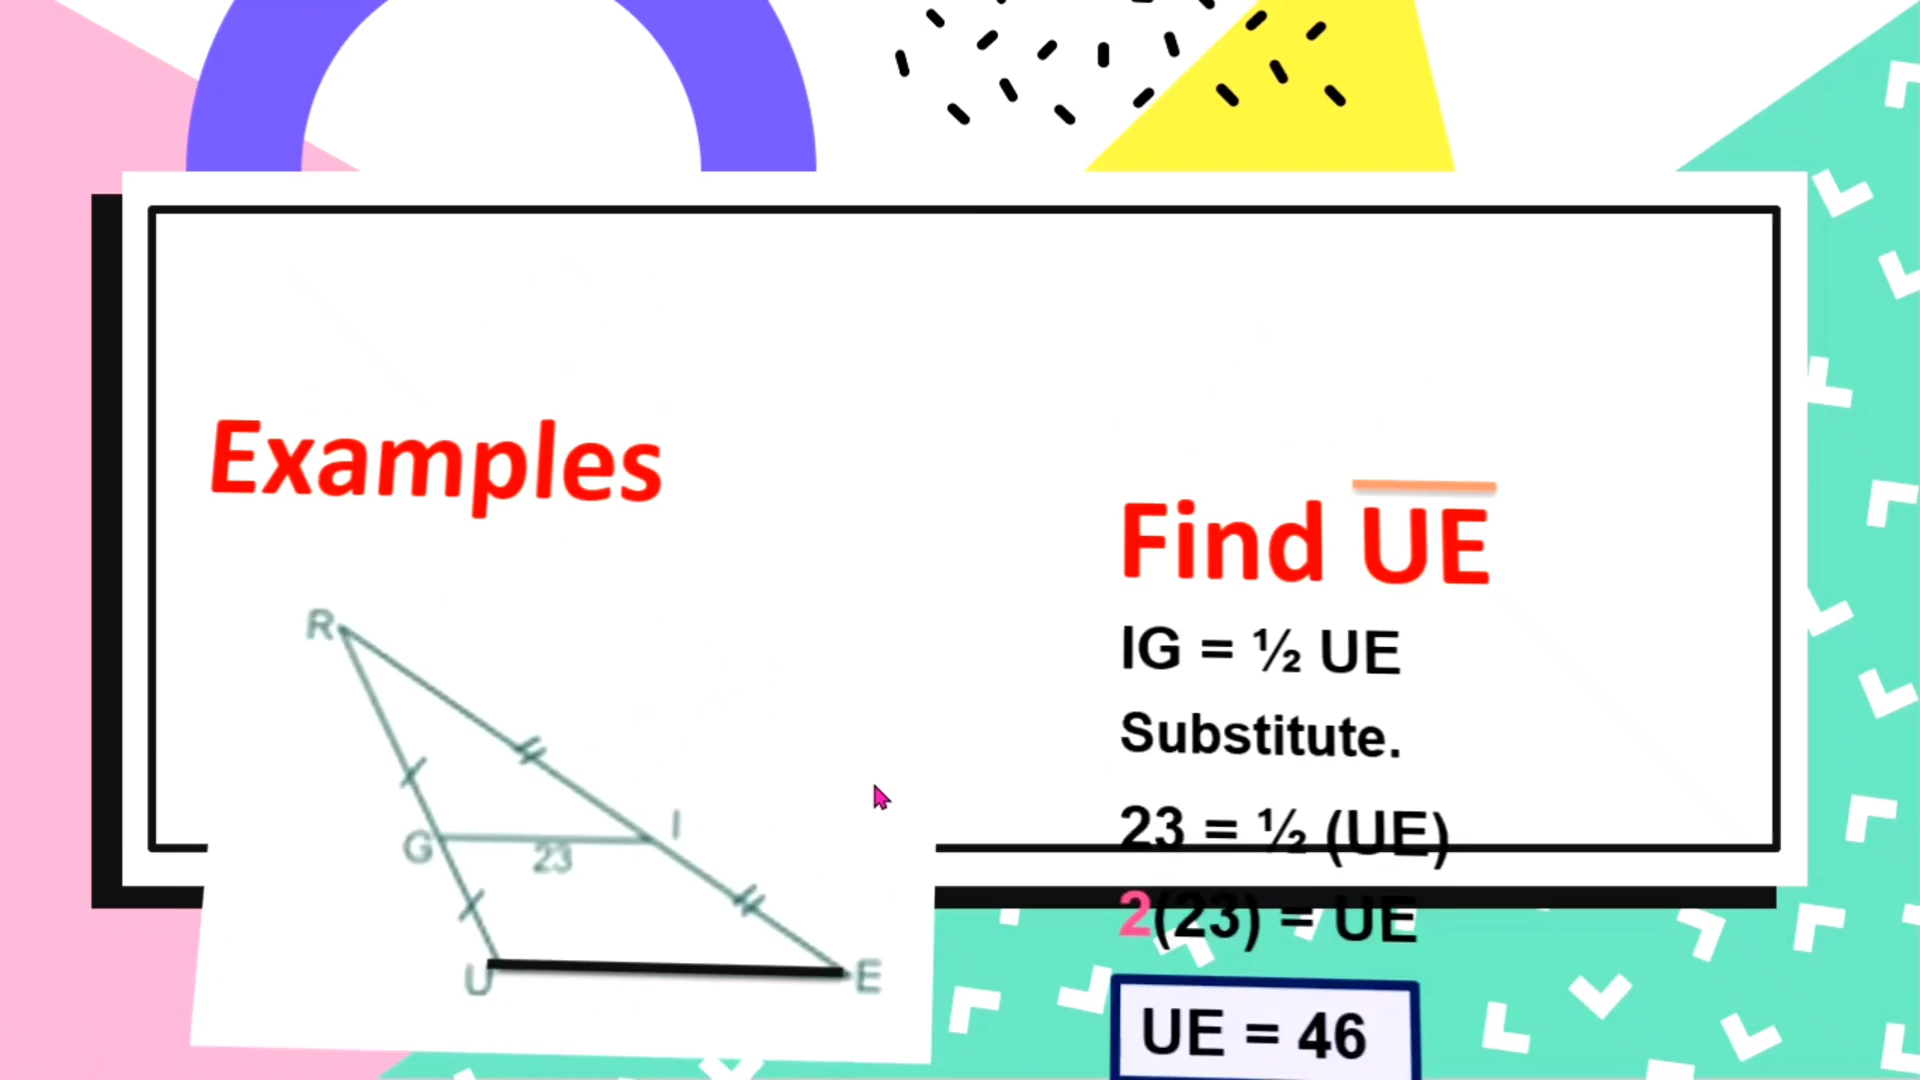 Examples
R
I
G
23
U
E
Find UE
IG = ½ UE
Substitute.
23 = ½ (UE)
2(23) = UE
UE = 46